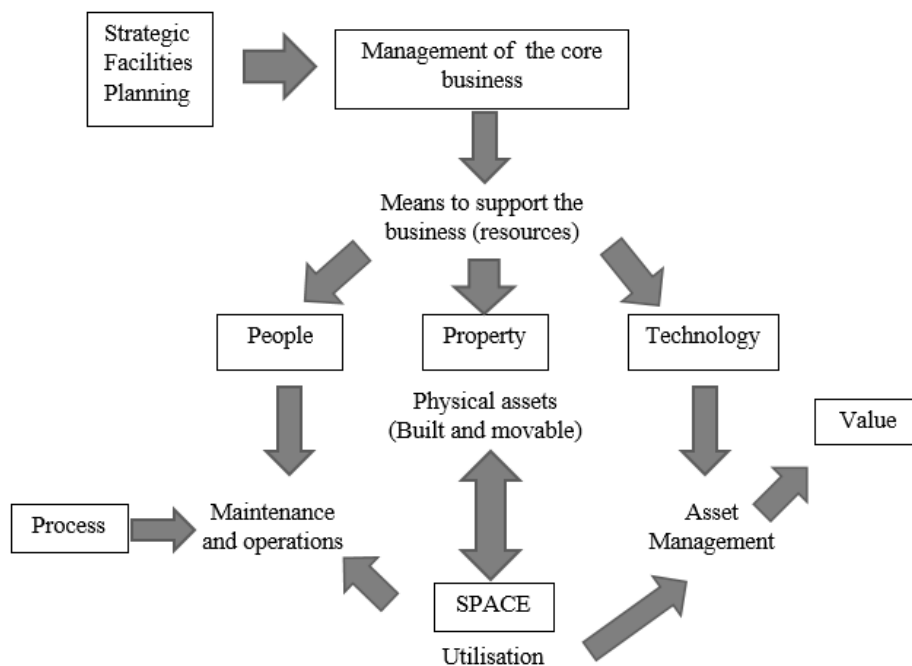 Strategic
Facilities
Planning
Management of the core
business
Means to support the
business (resources)
People
Property
Technology
Physical assets
(Built and movable)
Value
Process
Maintenance
and operations
Asset
Management
SPACE
Utilisation